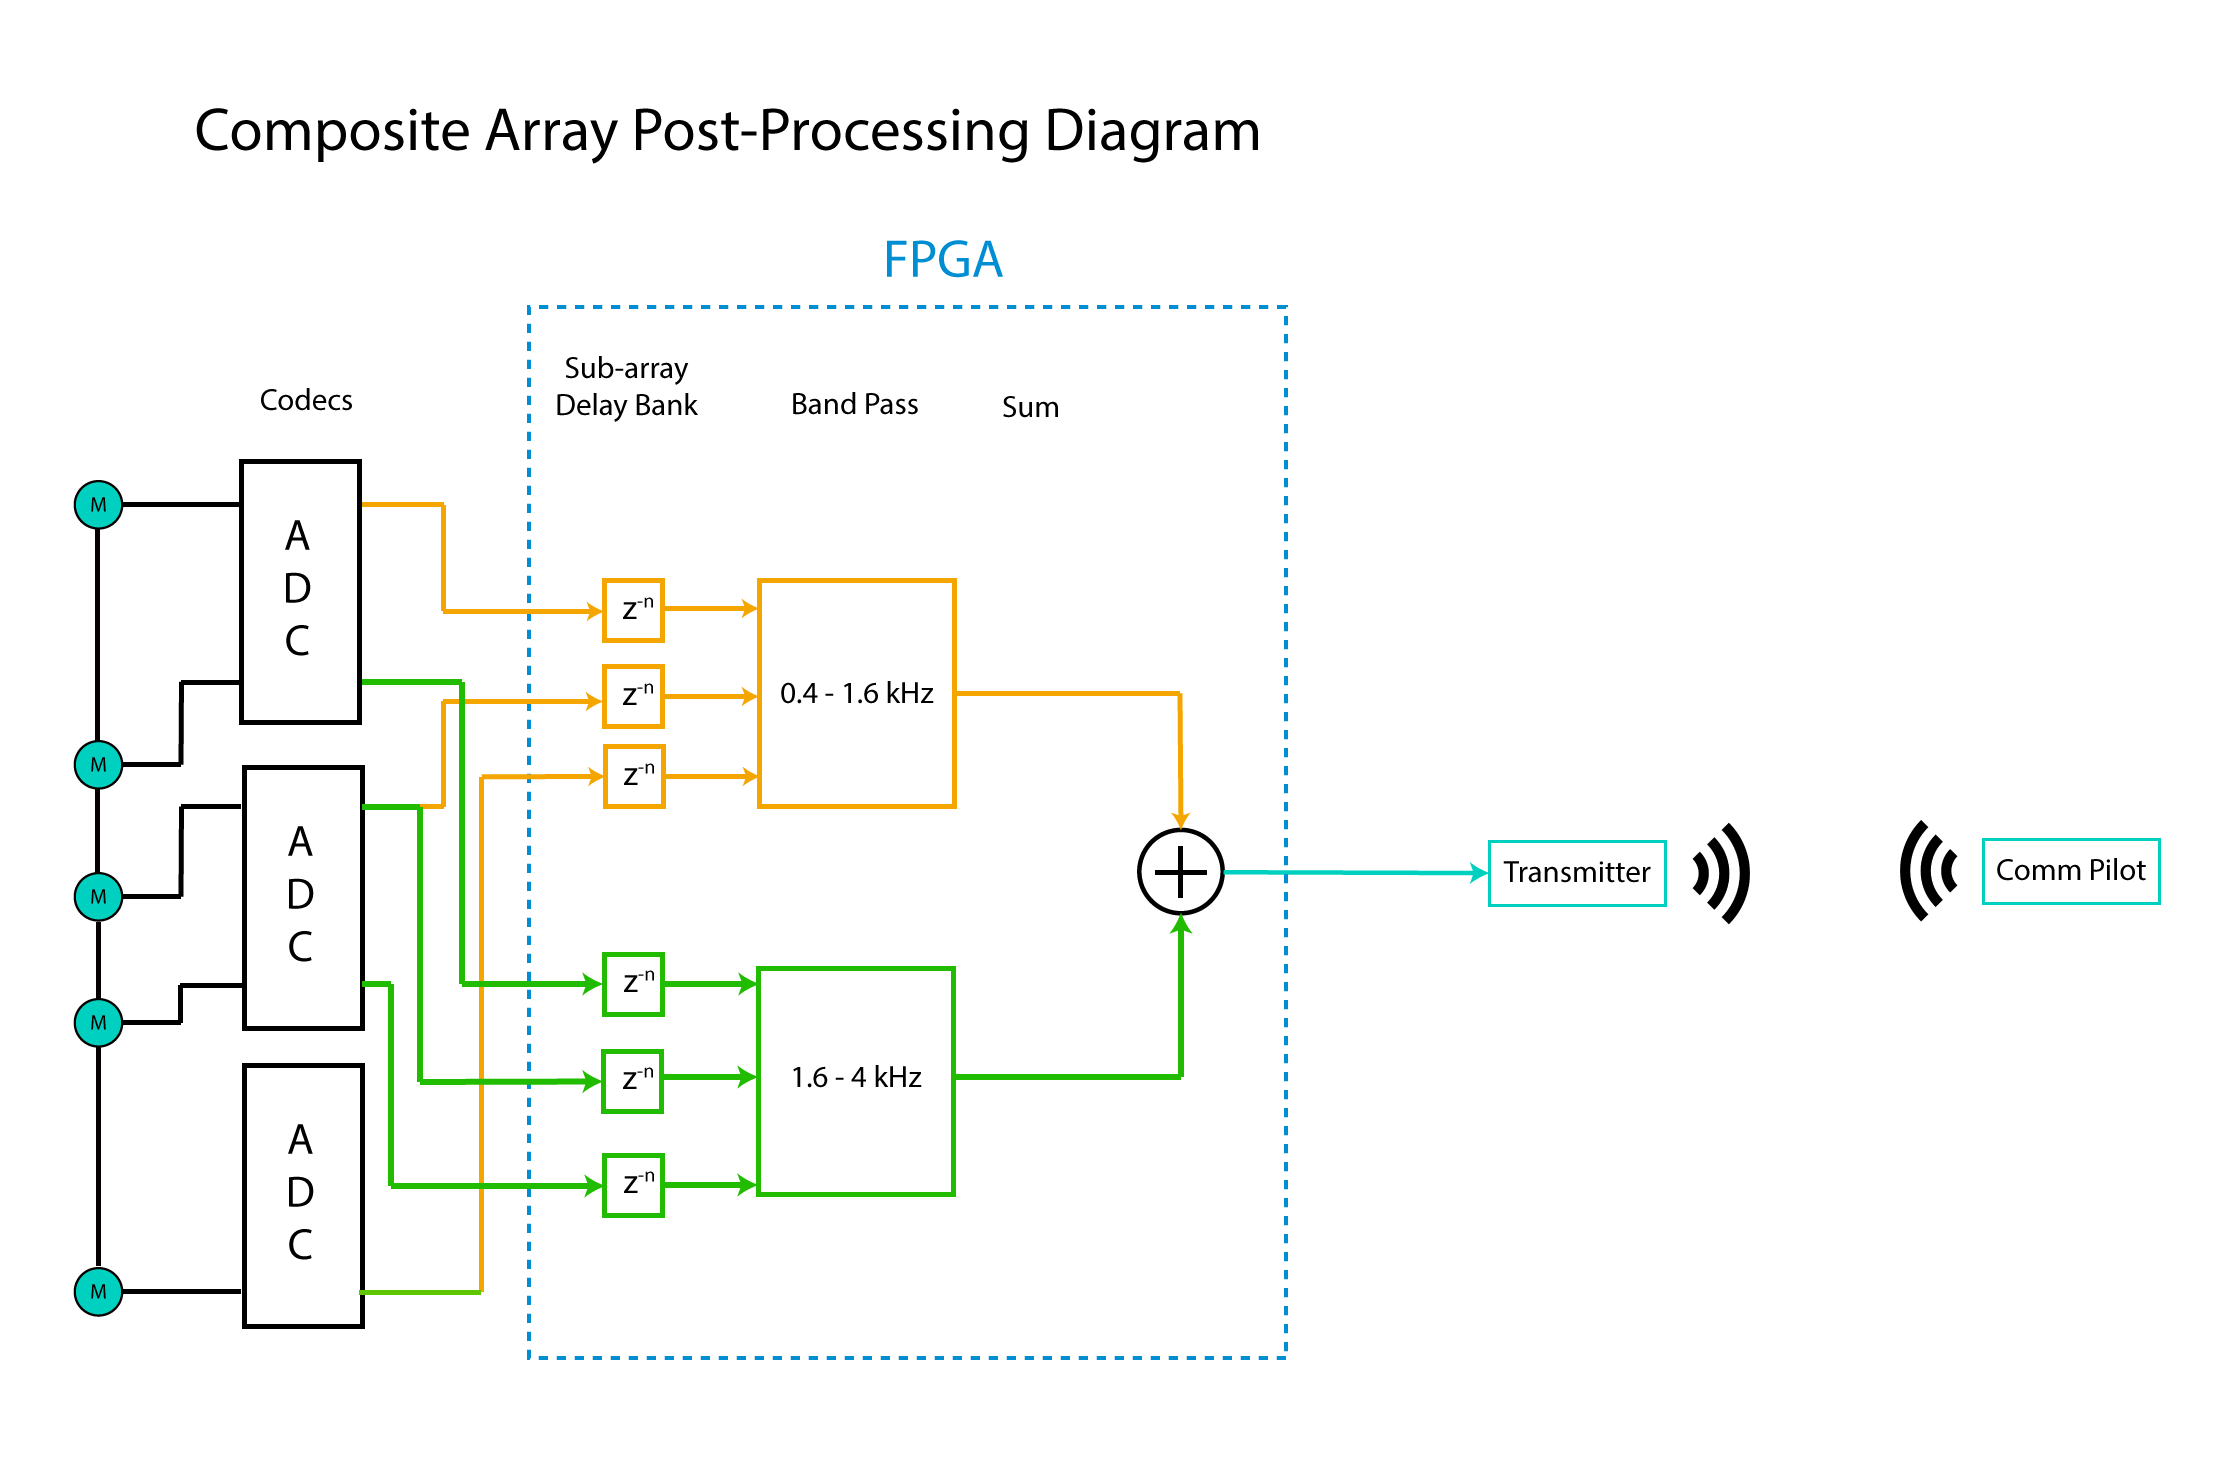 Composite Array Post-Processing Diagram
FPGA
Codecs
Sub-array
Delay Bank
Band Pass
Sum
M
M
M
M
M
A
D
C
A
D
C
A
D
C
z-n
z-n
z-n
0.4 - 1.6 kHz
z-n
z-n
z-n
1.6 - 4 kHz
+
Transmitter
Comm Pilot